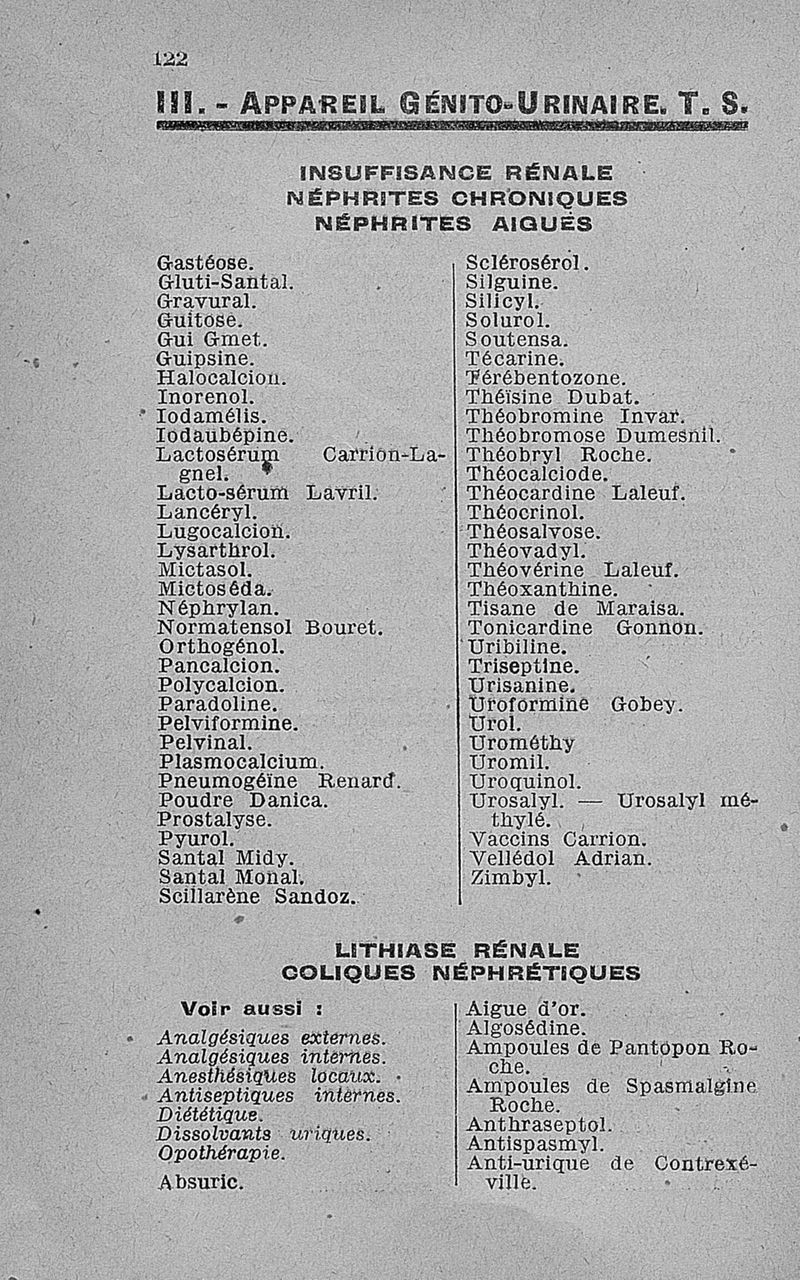 122
III. - APPAREIL GÉNITO-URINAIRE. T. S.
INSUFFISANCE RÉNALE
NÉPHRITES CHRONIQUES
NÉPHRITES AIGUËS
Gastéose.
Gluti-Santal.
Gravural.
Guitose.
Gui Gmet.
Guipsine.
Halocalcion.
Inorenol.
Iodamélis.
Iodaubépine.
Lactosérum Carrion-La-
gnel.
Lacto-sérum Lavril.
Lancéryl.
Lugocalcion.
Lysarthrol.
Mictasol.
Mictoséda.
Néphrylan.
Normatensol Bouret.
Orthogénol.
Pancalcion.
Polycalcion.
Paradoline.
Pelviformine.
Pelvinal.
Plasmocalcium.
Pneumogéïne Renard.
Poudre Danica.
Prostalyse.
Pyurol.
Santal Midy.
Santal Monal.
Scillarène Sandoz.
Sclérosérol.
Silguine.
Silicyl.
Solurol.
Soutensa.
Técarine.
Térébentozone.
Théïsine Dubat.
Théobromine Invar.
Théobromose Dumesnil.
Théobryl Roche.
Théocalciode.
Théocardine Laleuf.
Théocrinol.
Théosalvose.
Théovadyl.
Théovérine Laleuf.
Théoxanthine.
Tisane de Maraisa.
Tonicardine Gonnon.
Uribiline.
Triseptine.
Urisanine.
Uroformine Gobey.
Urol.
Urométhy
Uromil.
Uroquinol.
Urosalyl. — Urosalyl mé-
thylé.
Vaccins Carrion.
Vellédol Adrian.
Zimbyl.
LITHIASE RÉNALE
COLIQUES NÉPHRÉTIQUES
Voir aussi :
Analgésiques externes.
Analgésiques internes.
Anesthésiques locaux.
Antiseptiques internes.
Diététique.
Dissolvants uriques.
Opothérapie.
Absuric.
Aigue d'or.
Algosédine.
Ampoules de Pantopon Ro-
che.
Ampoules de Spasmalgine
Roche.
Anthraseptol.
Antispasmyl.
Anti-urique de Contrexé-
ville.